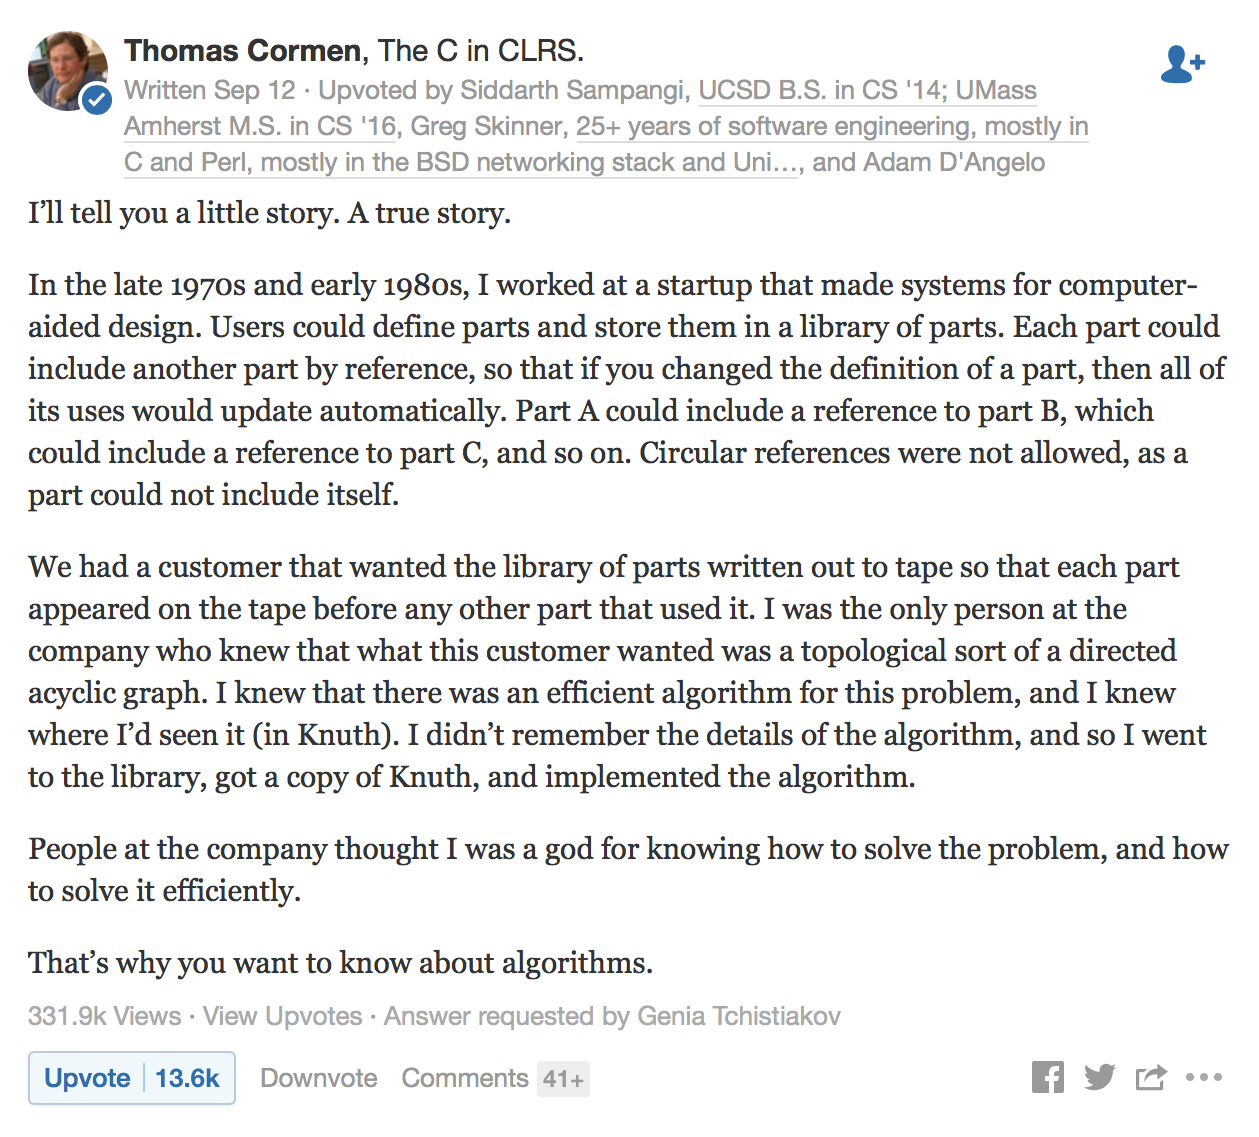 Thomas Cormen, The C in CLRS.
Written Sep 12 · Upvoted by Siddarth Sampangi, UCSD B.S. in CS '14; UMass
Amherst M.S. in CS '16, Greg Skinner, 25+ years of software engineering, mostly in
C and Perl, mostly in the BSD networking stack and Uni..., and Adam D'Angelo
I’ll tell you a little story. A true story.
In the late 1970s and early 1980s, I worked at a startup that made systems for computer-
aided design. Users could define parts and store them in a library of parts. Each part could
include another part by reference, so that if you changed the definition of a part, then all of
its uses would update automatically. Part A could include a reference to part B, which
could include a reference to part C, and so on. Circular references were not allowed, as a
part could not include itself.
We had a customer that wanted the library of parts written out to tape so that each part
appeared on the tape before any other part that used it. I was the only person at the
company who knew that what this customer wanted was a topological sort of a directed
acyclic graph. I knew that there was an efficient algorithm for this problem, and I knew
where I’d seen it (in Knuth). I didn’t remember the details of the algorithm, and so I went
to the library, got a copy of Knuth, and implemented the algorithm.
People at the company thought I was a god for knowing how to solve the problem, and how
to solve it efficiently.
That’s why you want to know about algorithms.
331.9k Views · View Upvotes · Answer requested by Genia Tchistiakov
Upvote 13.6k Downvote Comments 41+